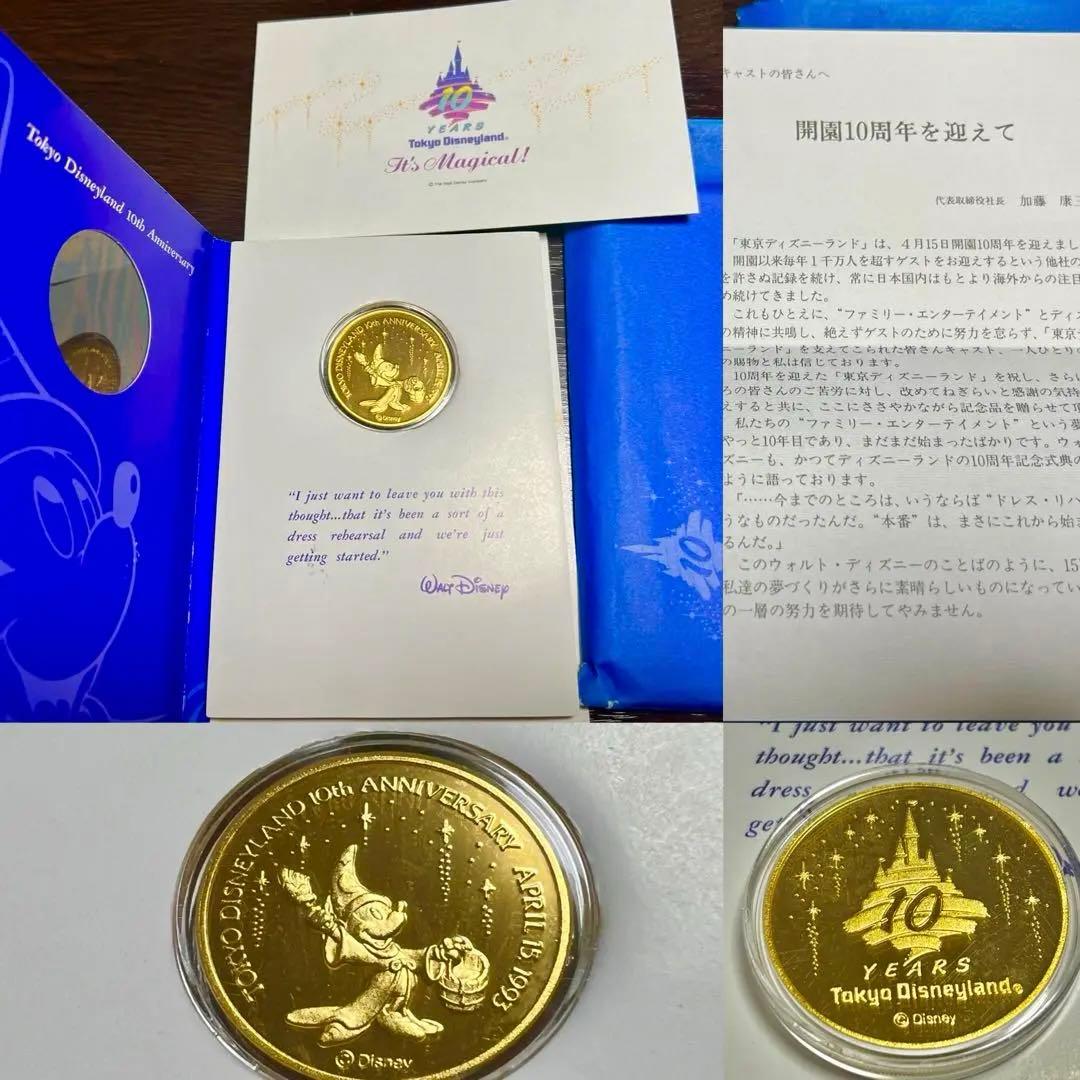 Tokyo Disneyland 10th Anniversary
10
YEARS
Tokyo Disneyland®
It's Magical!
© The Walt Disney Company
TOKYO DISNEYLAND 10th ANNIVERSARY APRIL 15, 1993
© Disney
"I just want to leave you with this
thought...that it's been a sort of a
dress rehearsal and we're just
getting started."
WALT DISNEY
10
キャストの皆さんへ
開園10周年を迎えて
代表取締役社長 加藤 康三
「東京ディズニーランド」は、4月15日開園10周年を迎えまし
開園以来毎年1千万人を超すゲストをお迎えするという他社の
を許さぬ記録を続け、常に日本国内はもとより海外からの注目
め続けてきました。
これもひとえに、“ファミリー・エンターテイメント”とディズ
の精神に共鳴し、絶えずゲストのために努力を怠らず、「東京
ニーランド」を支えてこられた皆さんキャスト、一人ひとり
の賜物と私は信じております。
10周年を迎えた「東京ディズニーランド」を祝し、さらに
ろの皆さんのご苦労に対し、改めてねぎらいと感謝の気持
えすると共に、ここにささやかながら記念品を贈らせて頂
私たちの“ファミリー・エンターテイメント”という夢
やっと10年目であり、まだまだ始まったばかりです。ウォ
ズニーも、かつてディズニーランドの10周年記念式典の
ように語っております。
「……今までのところは、いうならば“ドレス・リハ
うなものだったんだ。“本番”は、まさにこれから始ま
るんだ。」
このウォルト・ディズニーのことばのように、15
私達の夢づくりがさらに素晴らしいものになってい
の一層の努力を期待してやみません。
TOKYO DISNEYLAND 10th ANNIVERSARY APRIL 15, 1993
© Disney
"I just want to leave you
thought...that it's been a
dress
10
YEARS
Tokyo Disneyland®
© Disney